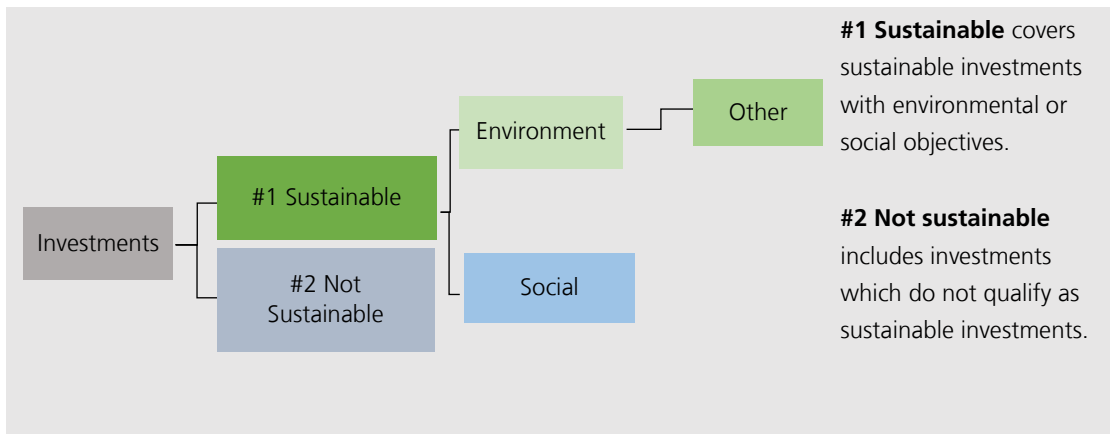 Investments
#1 Sustainable
#2 Not
Sustainable
Environment
Social
Other
#1 Sustainable covers
sustainable investments
with environmental or
social objectives.
#2 Not sustainable
includes investments
which do not qualify as
sustainable investments.